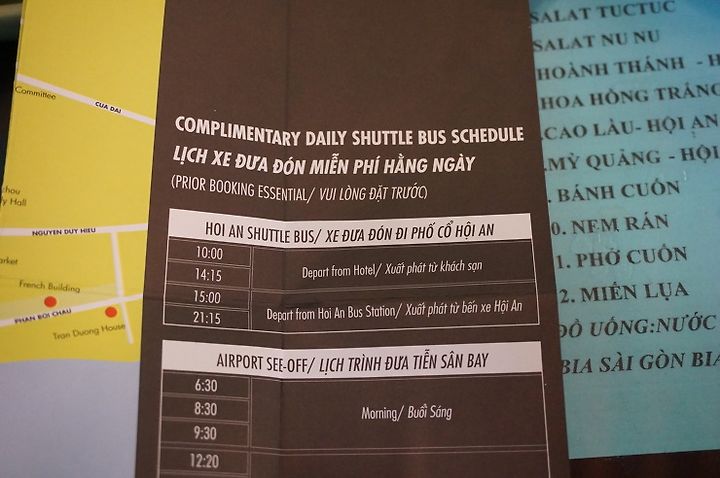 Committee
CUA DAI
chou
y Hall
NGUYEN DUY HIEU
arket
French Building
PHAN BOI CHAU
Tran Duong House
COMPLIMENTARY DAILY SHUTTLE BUS SCHEDULE
LỊCH XE ĐƯA ĐÓN MIỄN PHÍ HẰNG NGÀY
(PRIOR BOOKING ESSENTIAL/ VUI LÒNG ĐẶT TRƯỚC)
HOI AN SHUTTLE BUS/ XE ĐƯA ĐÓN ĐI PHỐ CỔ HỘI AN
10:00
14:15
Depart from Hotel/ Xuất phát từ khách sạn
15:00
21:15
Depart from Hoi An Bus Station/ Xuất phát từ bến xe Hội An
AIRPORT SEE-OFF/ LỊCH TRÌNH ĐƯA TIỄN SÂN BAY
6:30
8:30
9:30
Morning/ Buổi Sáng
12:20
SALAT TUCTUC
SALAT NU NU
HOÀNH THÁNH - H
HOA HỒNG TRẮNG
.CAO LÀU- HỘI AN
.MỲ QUẢNG - HỘI
. BÁNH CUỐN
0. NEM RÁN
1. PHỞ CUỐN
2. MIẾN LỤA
ĐỒ UỐNG:NƯỚC
BIA SÀI GÒN BIA